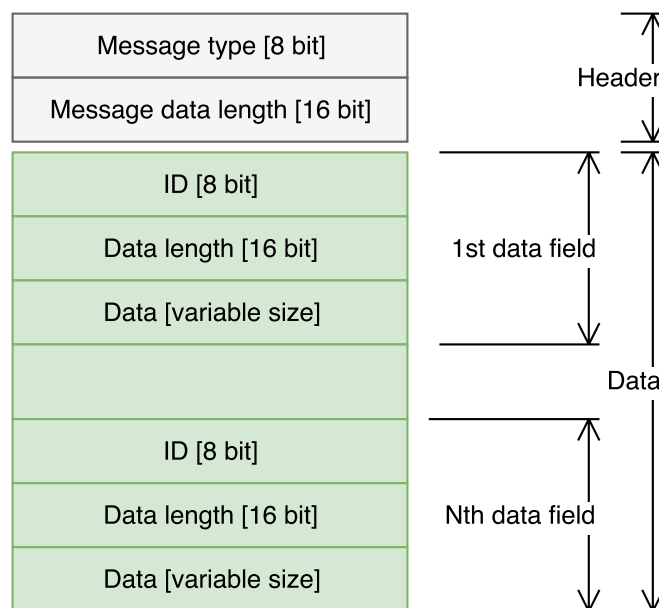 Message type [8 bit]
Header
Message data length [16 bit]
ID [8 bit]
Data length [16 bit]
1st data field
Data [variable size]
Data
ID [8 bit]
Data length [16 bit]
Nth data field
Data [variable size]